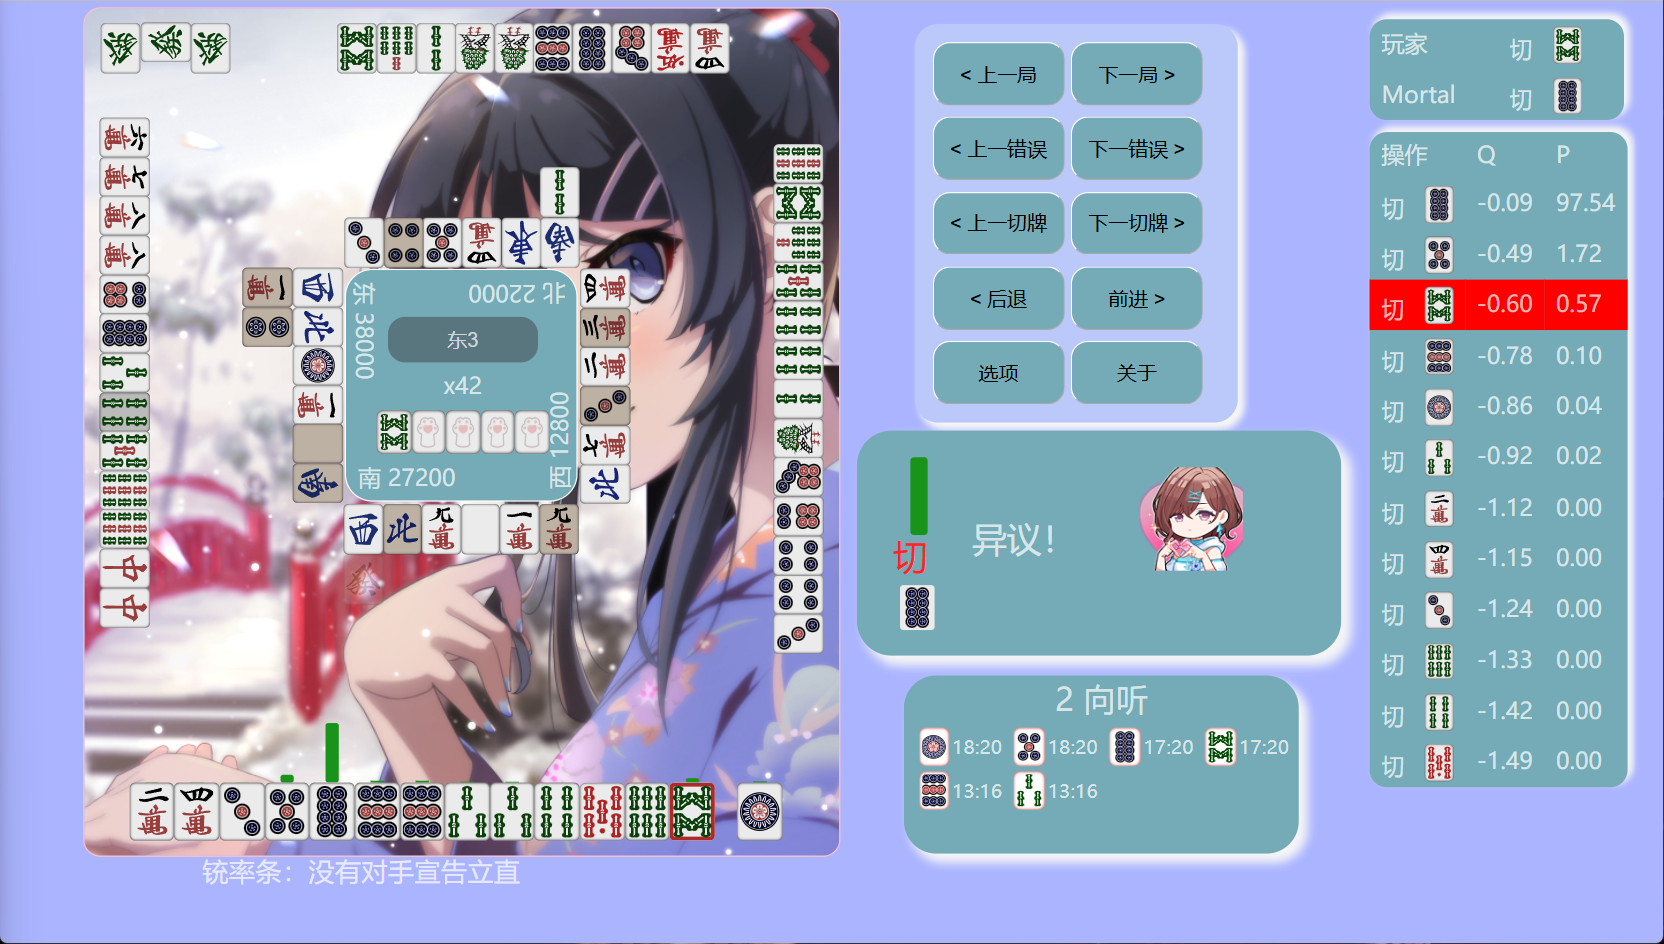 东 38000
北 22000
东3
x42
南 27200
西 12800
铳率条：没有对手宣告立直
< 上一局
下一局 >
< 上一错误
下一错误 >
< 上一切牌
下一切牌 >
< 后退
前进 >
选项
关于
切
异议！
2 向听
18:20 18:20 17:20 17:20
13:16 13:16
玩家 切
Mortal 切
操作 Q P
切 -0.09 97.54
切 -0.49 1.72
切 -0.60 0.57
切 -0.78 0.10
切 -0.86 0.04
切 -0.92 0.02
切 -1.12 0.00
切 -1.15 0.00
切 -1.24 0.00
切 -1.33 0.00
切 -1.42 0.00
切 -1.49 0.00